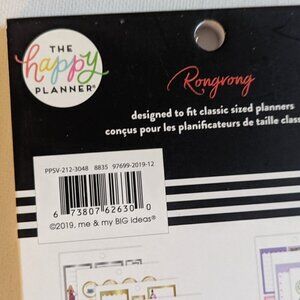 THE
happy
PLANNER®
Rongrong
designed to fit classic sized planners
conçus pour les planificateurs de taille class
PPSV-212-3048 8835 97699-2019-12
6 73807 62630 0
©2019, me & my BIG ideas®